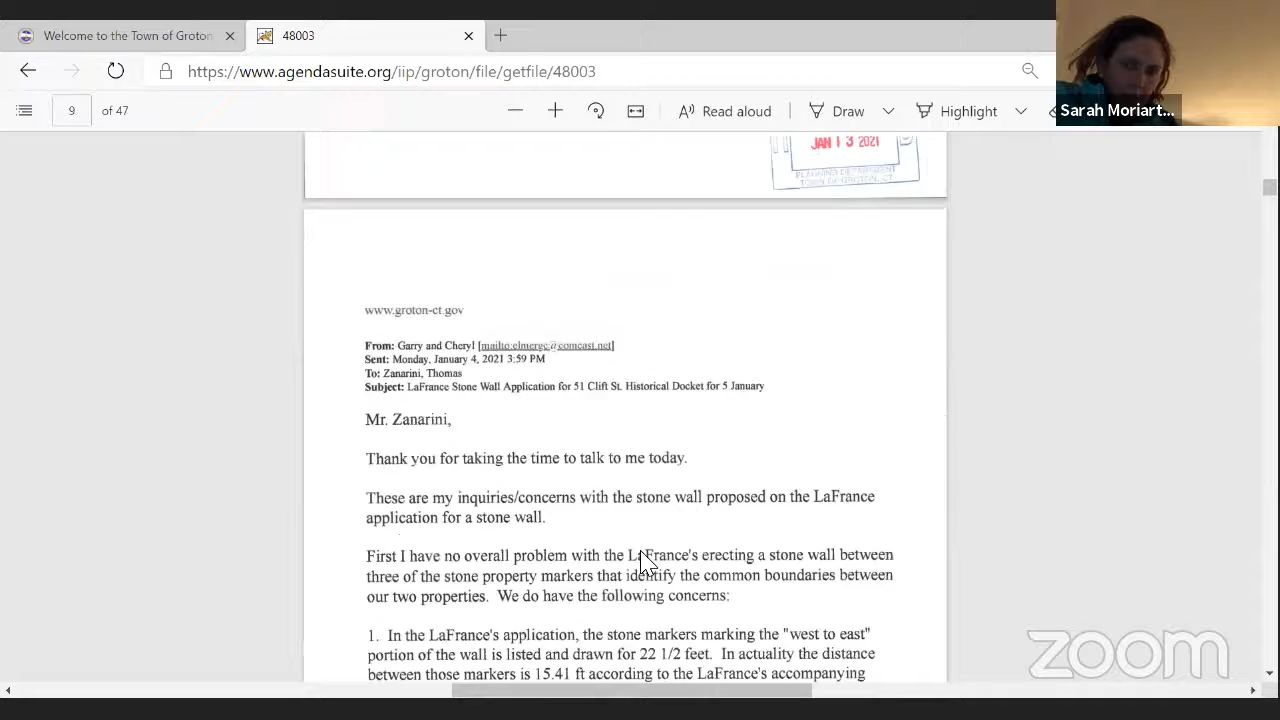 Welcome to the Town of Groton
48003
https://www.agendasuite.org/iip/groton/file/getfile/48003
9 of 47
Read aloud
Draw
Highlight
Sarah Moriart...
JAN 13 2021
PLANNING DEPARTMENT
TOWN OF GROTON, CT
www.groton-ct.gov
From: Garry and Cheryl [mailto:elmergc@comcast.net]
Sent: Monday, January 4, 2021 3:59 PM
To: Zanarini, Thomas
Subject: LaFrance Stone Wall Application for 51 Clift St. Historical Docket for 5 January
Mr. Zanarini,
Thank you for taking the time to talk to me today.
These are my inquiries/concerns with the stone wall proposed on the LaFrance
application for a stone wall.
First I have no overall problem with the LaFrance's erecting a stone wall between
three of the stone property markers that identify the common boundaries between
our two properties. We do have the following concerns:
1. In the LaFrance's application, the stone markers marking the "west to east"
portion of the wall is listed and drawn for 22 1/2 feet. In actuality the distance
between those markers is 15.41 ft according to the LaFrance's accompanying
zoom